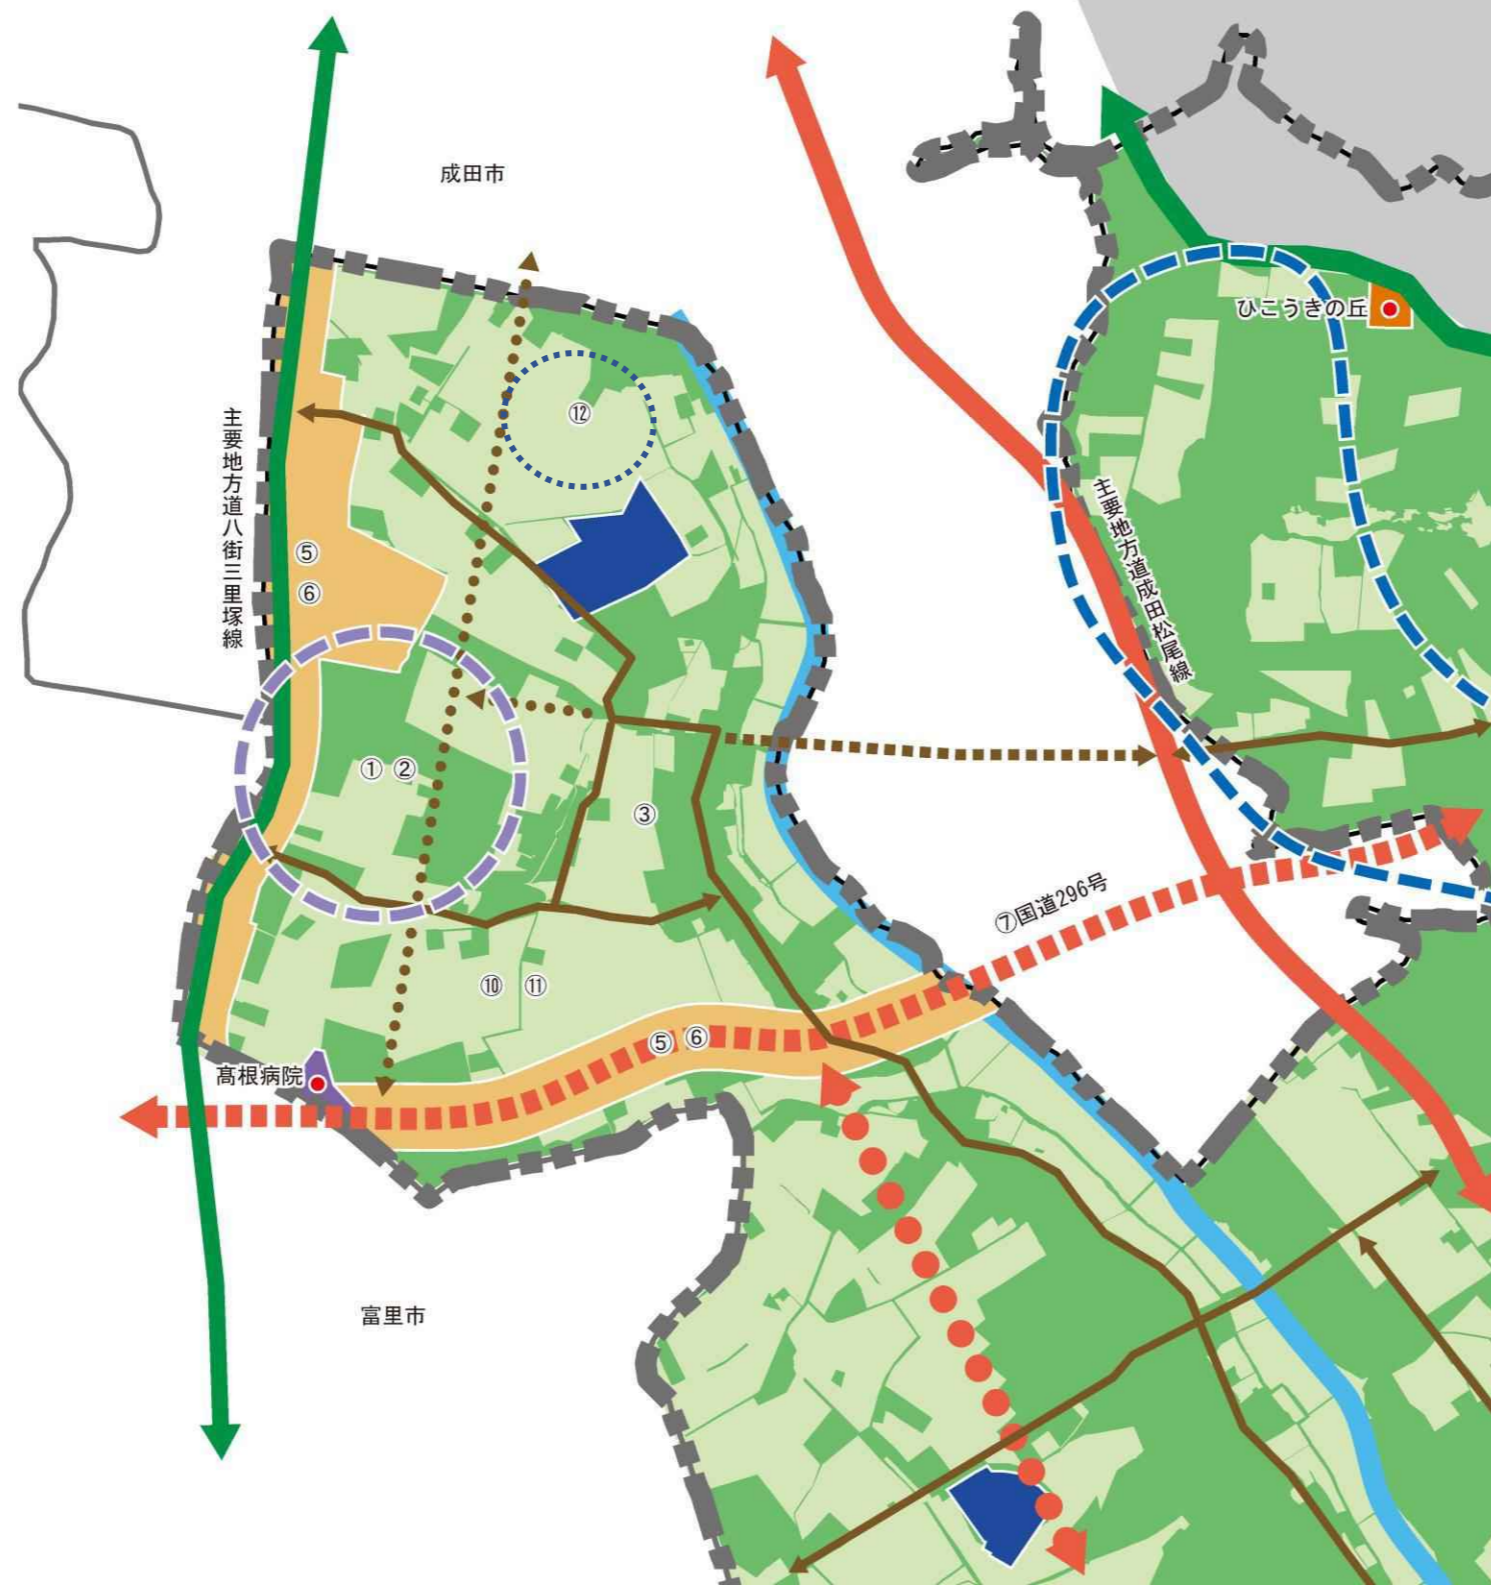 成田市
ひこうきの丘
⑫
主要地方道八街三里塚線
主要地方道成田松尾線
⑤
⑥
① ②
③
⑦国道296号
⑩ ⑪
⑤ ⑥
髙根病院
富里市